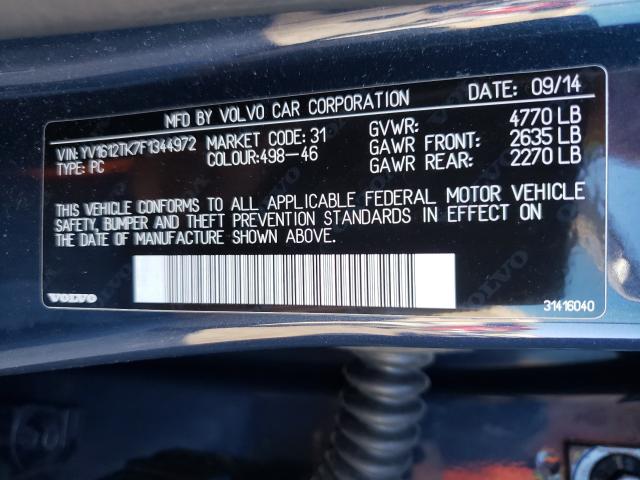 MFD BY VOLVO CAR CORPORATION DATE: 09/14
VIN: YV1612TK7F1344972 MARKET CODE: 31 GVWR: 4770 LB
TYPE: PC COLOUR: 498-46 GAWR FRONT: 2635 LB
GAWR REAR: 2270 LB
THIS VEHICLE CONFORMS TO ALL APPLICABLE FEDERAL MOTOR VEHICLE
SAFETY, BUMPER AND THEFT PREVENTION STANDARDS IN EFFECT ON
THE DATE OF MANUFACTURE SHOWN ABOVE.
VOLVO 31416040